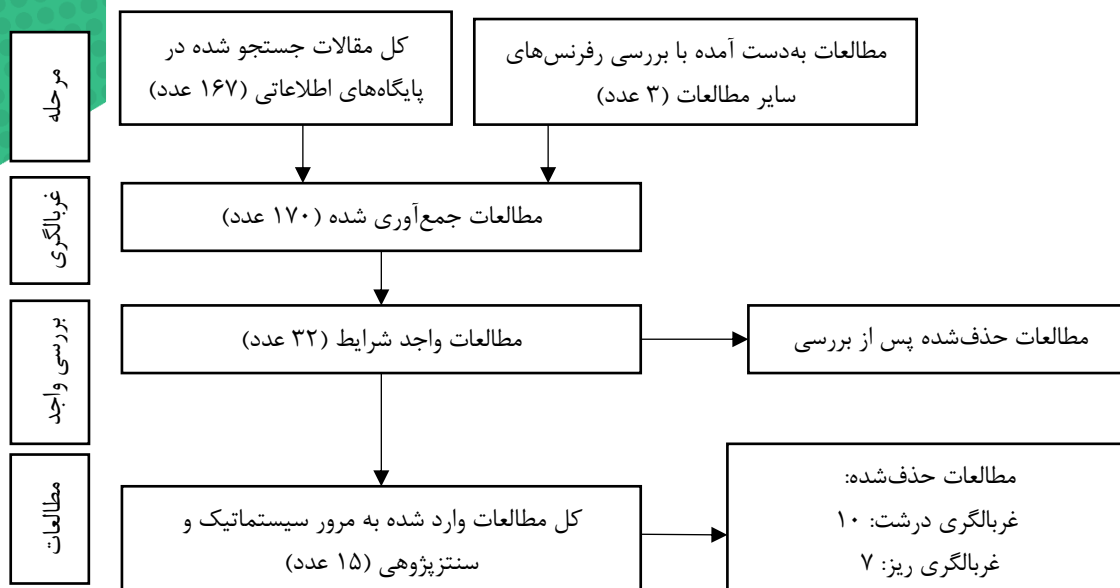 مرحله
کل مقالات جستجو شده در
پایگاه‌های اطلاعاتی (۱۶۷ عدد)
مطالعات به‌دست آمده با بررسی رفرنس‌های
سایر مطالعات (۳ عدد)
غربالگری
مطالعات جمع‌آوری شده (۱۷۰ عدد)
بررسی واجد
مطالعات واجد شرایط (۳۲ عدد)
مطالعات حذف‌شده پس از بررسی
مطالعات
کل مطالعات وارد شده به مرور سیستماتیک و
سنتزپژوهی (۱۵ عدد)
مطالعات حذف‌شده:
غربالگری درشت: ۱۰
غربالگری ریز: ۷